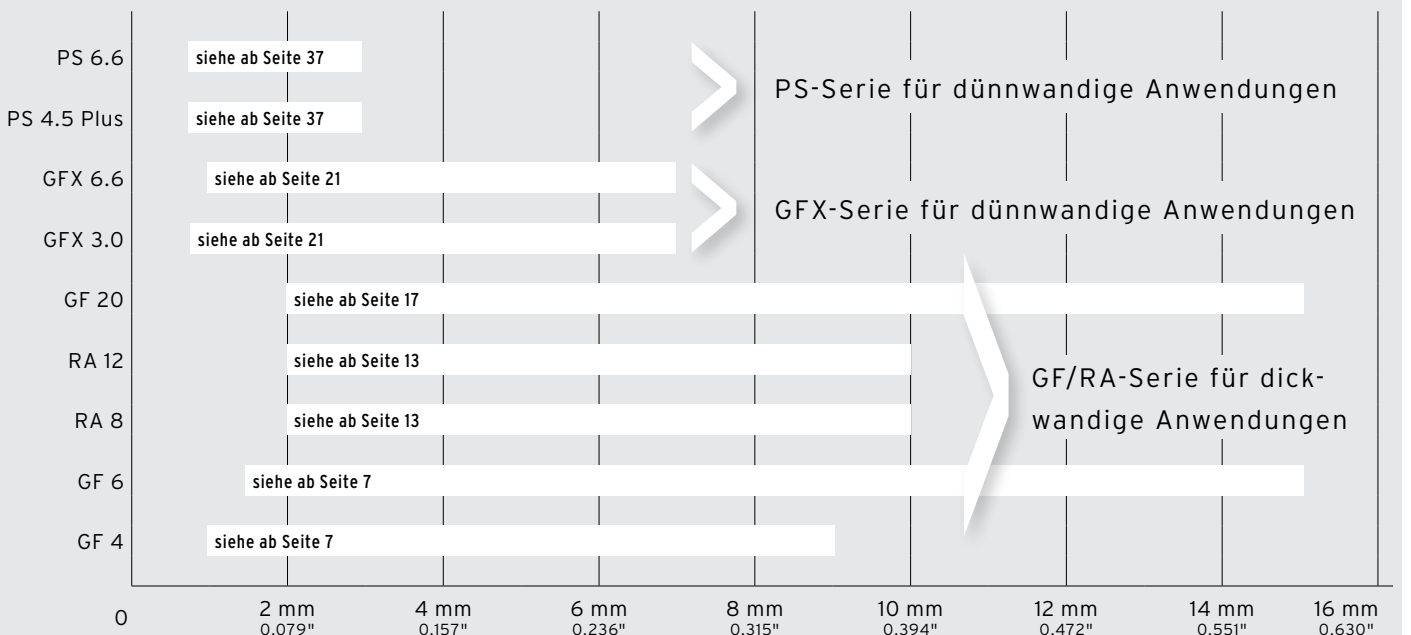 PS 6.6
siehe ab Seite 37
PS-Serie für dünnwandige Anwendungen
PS 4.5 Plus
siehe ab Seite 37
GFX 6.6
siehe ab Seite 21
GFX-Serie für dünnwandige Anwendungen
GFX 3.0
siehe ab Seite 21
GF 20
siehe ab Seite 17
RA 12
siehe ab Seite 13
GF/RA-Serie für dick-
wandige Anwendungen
RA 8
siehe ab Seite 13
GF 6
siehe ab Seite 7
GF 4
siehe ab Seite 7
0
2 mm
0.079"
4 mm
0.157"
6 mm
0.236"
8 mm
0.315"
10 mm
0.394"
12 mm
0.472"
14 mm
0.551"
16 mm
0.630"